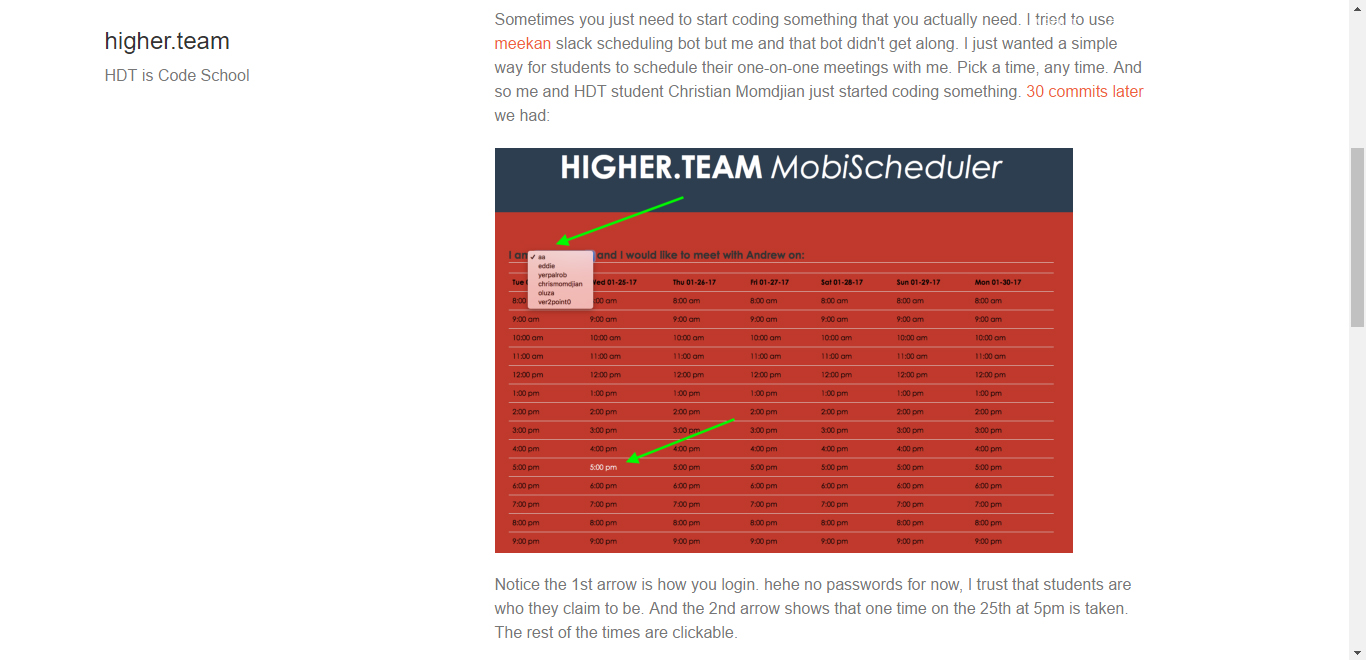 higher.team
HDT is Code School
Sometimes you just need to start coding something that you actually need. I tried to use
meekan slack scheduling bot but me and that bot didn't get along. I just wanted a simple
way for students to schedule their one-on-one meetings with me. Pick a time, any time. And
so me and HDT student Christian Momdjian just started coding something. 30 commits later
we had:
HIGHER.TEAM MobiScheduler
I am and I would like to meet with Andrew on:
✓ aa
eddie
yerpalrob
chrismomdjian
oluza
ver2point0
Tue Wed 01-25-17 Thu 01-26-17 Fri 01-27-17 Sat 01-28-17 Sun 01-29-17 Mon 01-30-17
8:00 8:00 am 8:00 am 8:00 am 8:00 am 8:00 am 8:00 am
9:00 am 9:00 am 9:00 am 9:00 am 9:00 am 9:00 am 9:00 am
10:00 am 10:00 am 10:00 am 10:00 am 10:00 am 10:00 am 10:00 am
11:00 am 11:00 am 11:00 am 11:00 am 11:00 am 11:00 am 11:00 am
12:00 pm 12:00 pm 12:00 pm 12:00 pm 12:00 pm 12:00 pm 12:00 pm
1:00 pm 1:00 pm 1:00 pm 1:00 pm 1:00 pm 1:00 pm 1:00 pm
2:00 pm 2:00 pm 2:00 pm 2:00 pm 2:00 pm 2:00 pm 2:00 pm
3:00 pm 3:00 pm 3:00 pm 3:00 pm 3:00 pm 3:00 pm 3:00 pm
4:00 pm 4:00 pm 4:00 pm 4:00 pm 4:00 pm 4:00 pm 4:00 pm
5:00 pm 5:00 pm 5:00 pm 5:00 pm 5:00 pm 5:00 pm 5:00 pm
6:00 pm 6:00 pm 6:00 pm 6:00 pm 6:00 pm 6:00 pm 6:00 pm
7:00 pm 7:00 pm 7:00 pm 7:00 pm 7:00 pm 7:00 pm 7:00 pm
8:00 pm 8:00 pm 8:00 pm 8:00 pm 8:00 pm 8:00 pm 8:00 pm
9:00 pm 9:00 pm 9:00 pm 9:00 pm 9:00 pm 9:00 pm 9:00 pm
Notice the 1st arrow is how you login. hehe no passwords for now, I trust that students are
who they claim to be. And the 2nd arrow shows that one time on the 25th at 5pm is taken.
The rest of the times are clickable.